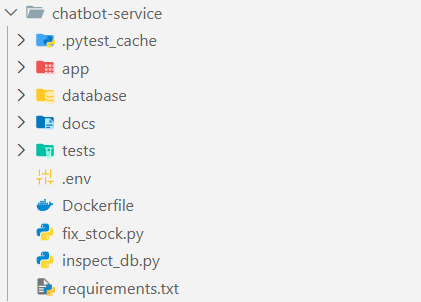 chatbot-service
.pytest_cache
app
database
docs
tests
.env
Dockerfile
fix_stock.py
inspect_db.py
requirements.txt